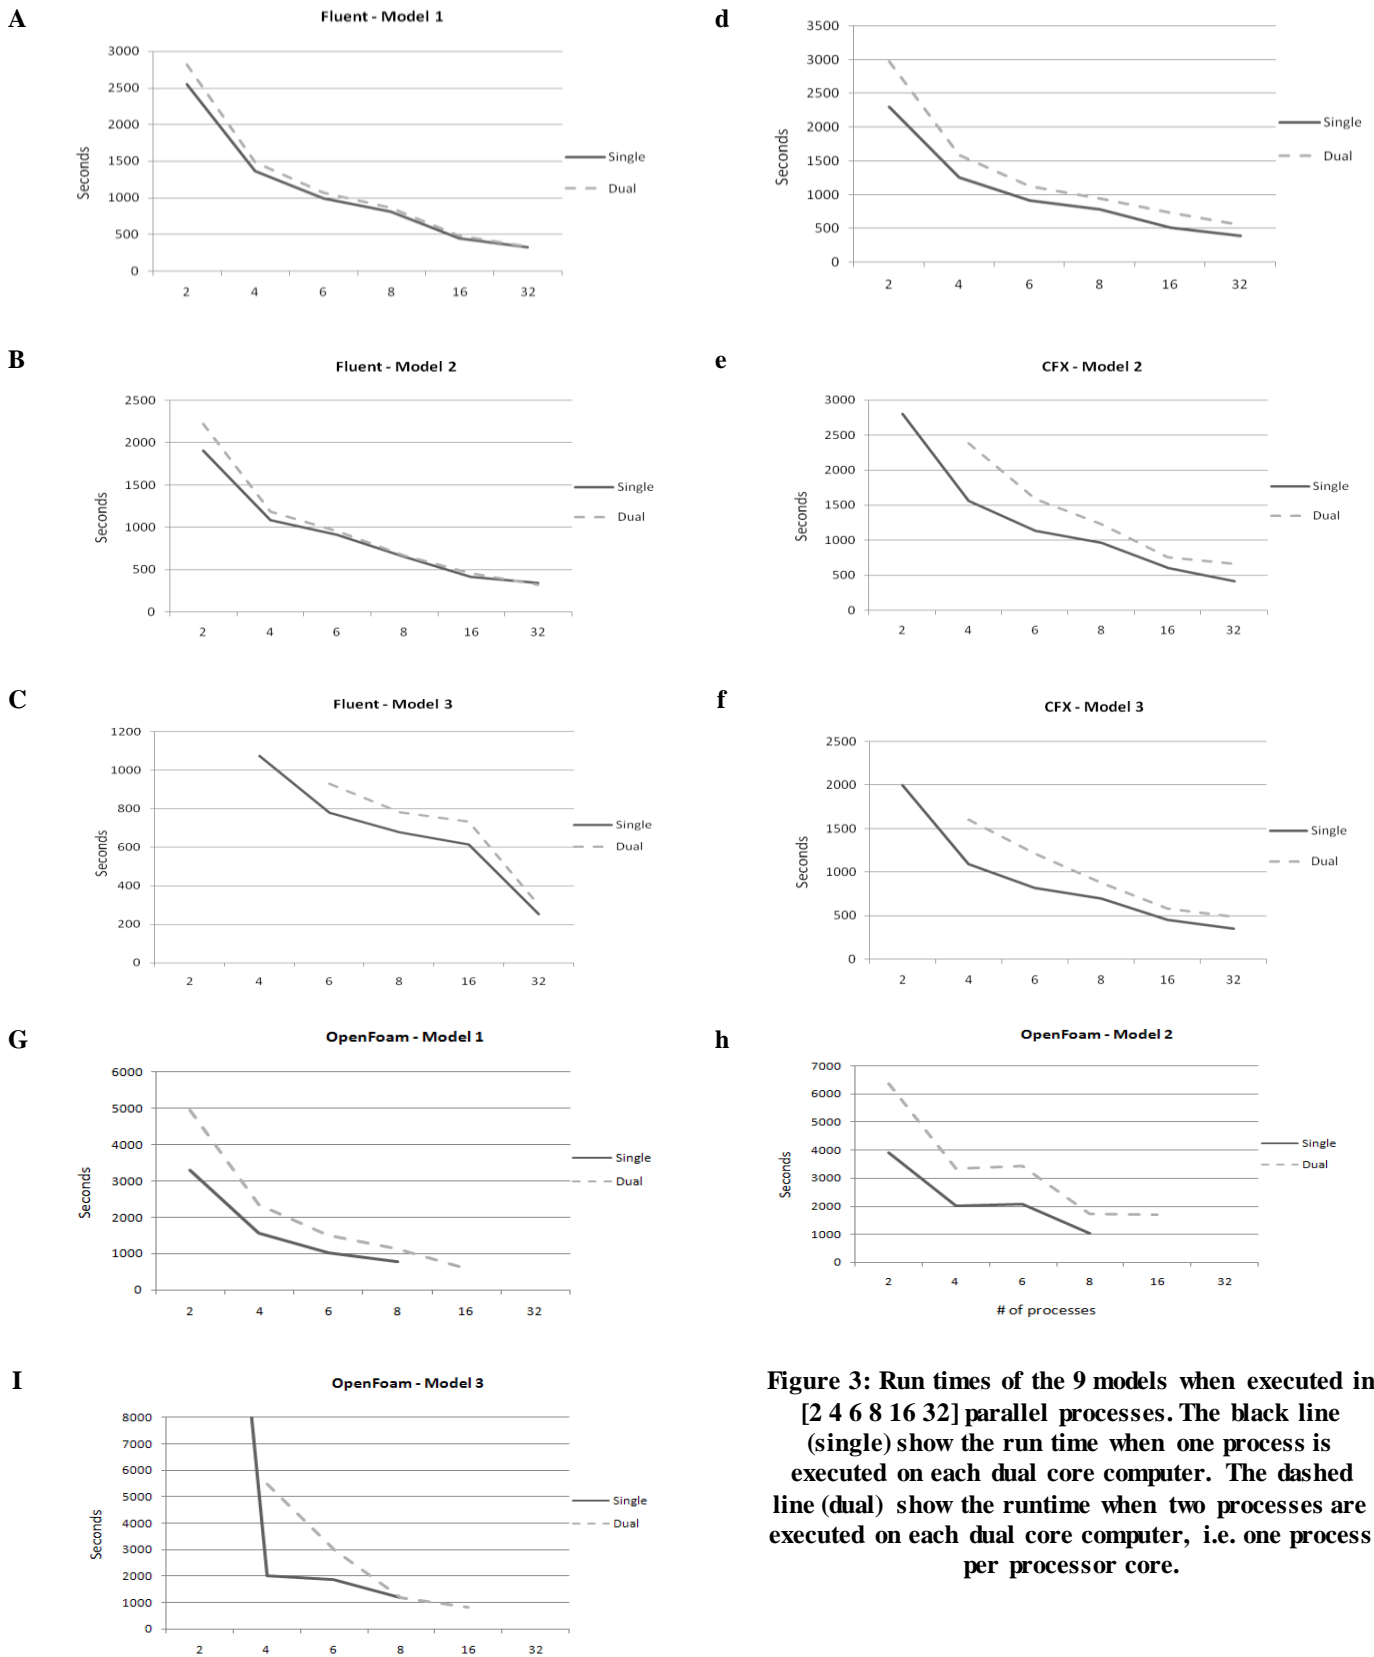 A
Fluent - Model 1
3000
2500
2000
1500
1000
500
0
Seconds
2 4 6 8 16 32
Single
Dual
d
3500
3000
2500
2000
1500
1000
500
0
Seconds
2 4 6 8 16 32
Single
Dual
B
Fluent - Model 2
2500
2000
1500
1000
500
0
Seconds
2 4 6 8 16 32
Single
Dual
e
CFX - Model 2
3000
2500
2000
1500
1000
500
0
Seconds
2 4 6 8 16 32
Single
Dual
C
Fluent - Model 3
1200
1000
800
600
400
200
0
Seconds
2 4 6 8 16 32
Single
Dual
f
CFX - Model 3
2500
2000
1500
1000
500
0
Seconds
2 4 6 8 16 32
Single
Dual
G
OpenFoam - Model 1
6000
5000
4000
3000
2000
1000
0
Seconds
2 4 6 8 16 32
Single
Dual
h
OpenFoam - Model 2
7000
6000
5000
4000
3000
2000
1000
0
Seconds
2 4 6 8 16 32
# of processes
Single
Dual
I
OpenFoam - Model 3
8000
7000
6000
5000
4000
3000
2000
1000
0
Seconds
2 4 6 8 16 32
Single
Dual
Figure 3: Run times of the 9 models when executed in
[2 4 6 8 16 32] parallel processes. The black line
(single) show the run time when one process is
executed on each dual core computer. The dashed
line (dual) show the runtime when two processes are
executed on each dual core computer, i.e. one process
per processor core.